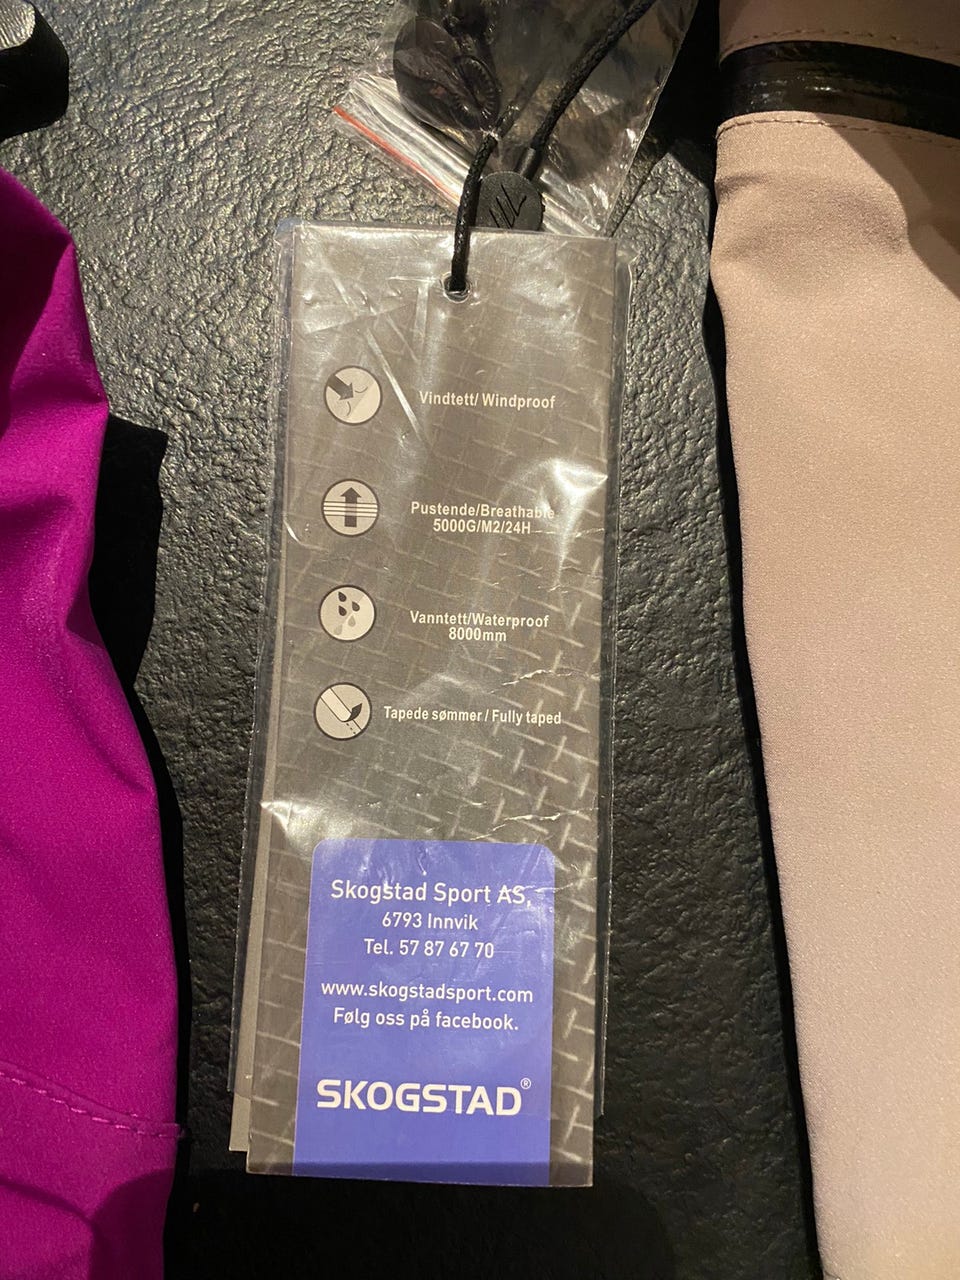 Vindtett/ Windproof
Pustende/Breathable
5000G/M2/24H
Vanntett/Waterproof
8000mm
Tapede sømmer / Fully taped
Skogstad Sport AS,
6793 Innvik
Tel. 57 87 67 70
www.skogstadsport.com
Følg oss på facebook.
SKOGSTAD®